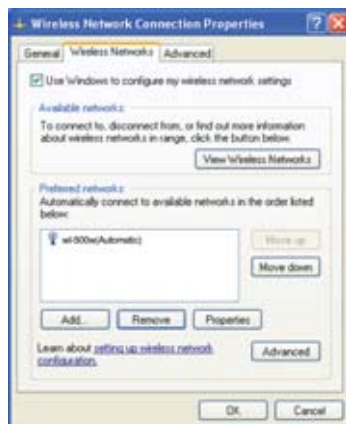 Wireless Network Connection Properties
General Wireless Networks Advanced
Use Windows to configure my wireless network settings
Available networks:
To connect to, disconnect from, or find out more information
about wireless networks in range, click the button below.
View Wireless Networks
Preferred networks:
Automatically connect to available networks in the order listed
below:
wl-500w(Automatic)
Move up
Move down
Add...
Remove
Properties
Learn about setting up wireless network
configuration.
Advanced
OK
Cancel